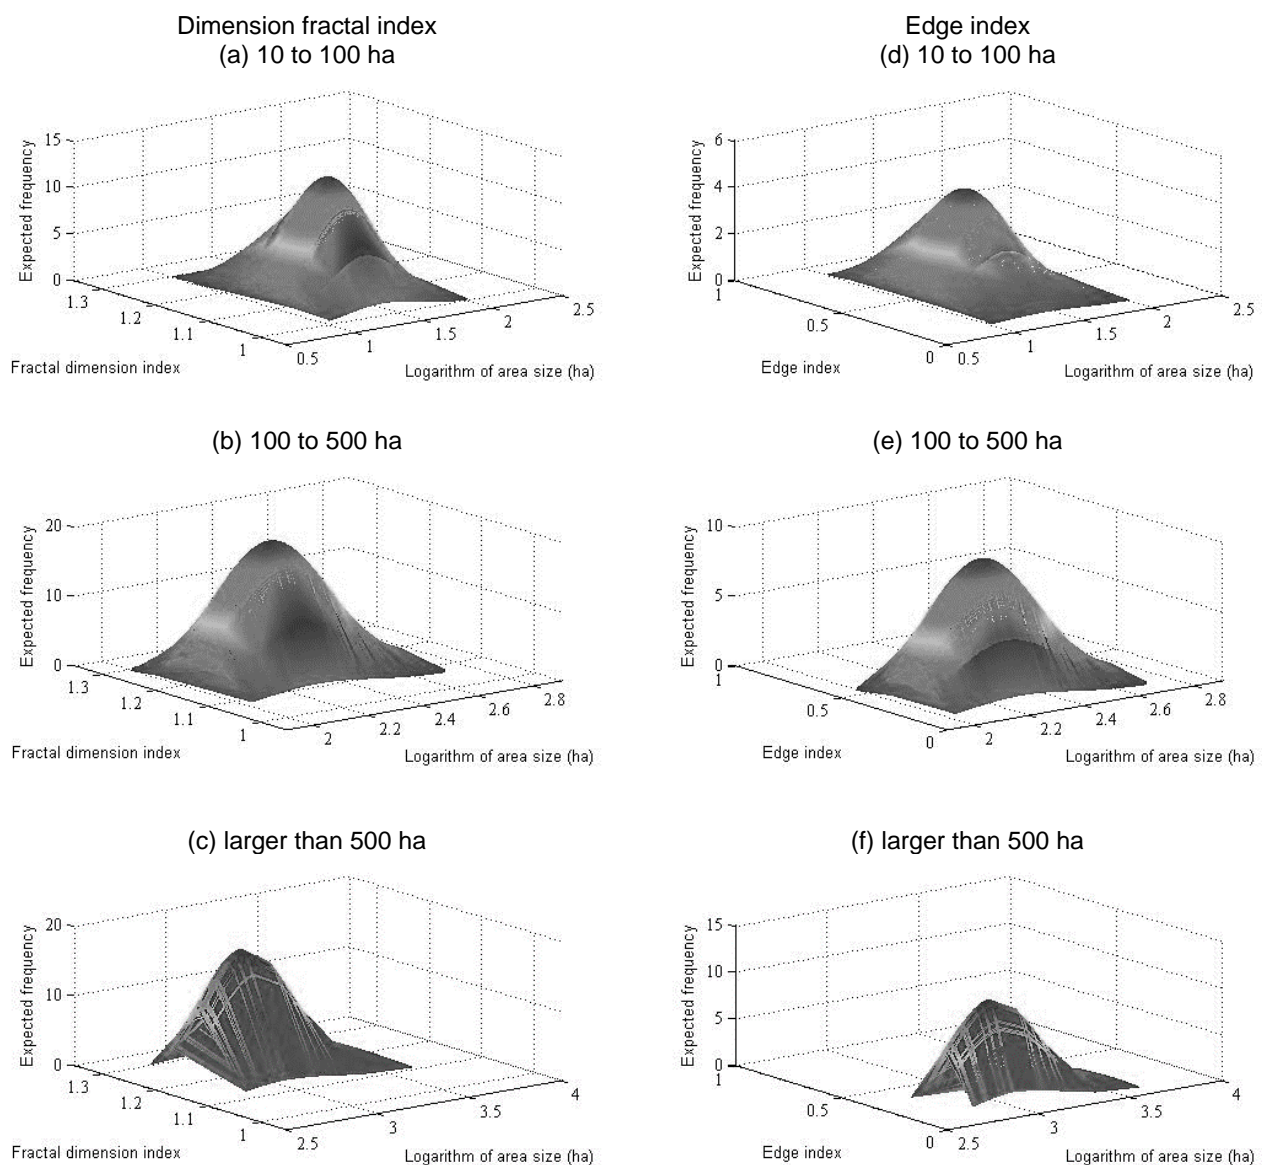 Dimension fractal index
(a) 10 to 100 ha
15
10
5
0
Expected frequency
1.3
1.2
1.1
1
Fractal dimension index
0.5
1
1.5
2
2.5
Logarithm of area size (ha)
Edge index
(d) 10 to 100 ha
6
4
2
0
Expected frequency
1
0.5
0
Edge index
0.5
1
1.5
2
2.5
Logarithm of area size (ha)
(b) 100 to 500 ha
20
10
0
Expected frequency
1.3
1.2
1.1
1
Fractal dimension index
2
2.2
2.4
2.6
2.8
Logarithm of area size (ha)
(e) 100 to 500 ha
10
5
0
Expected frequency
1
0.5
0
Edge index
2
2.2
2.4
2.6
2.8
Logarithm of area size (ha)
(c) larger than 500 ha
20
10
0
Expected frequency
1.3
1.2
1.1
1
Fractal dimension index
2.5
3
3.5
4
Logarithm of area size (ha)
(f) larger than 500 ha
15
10
5
0
Expected frequency
1
0.5
0
Edge index
2.5
3
3.5
4
Logarithm of area size (ha)